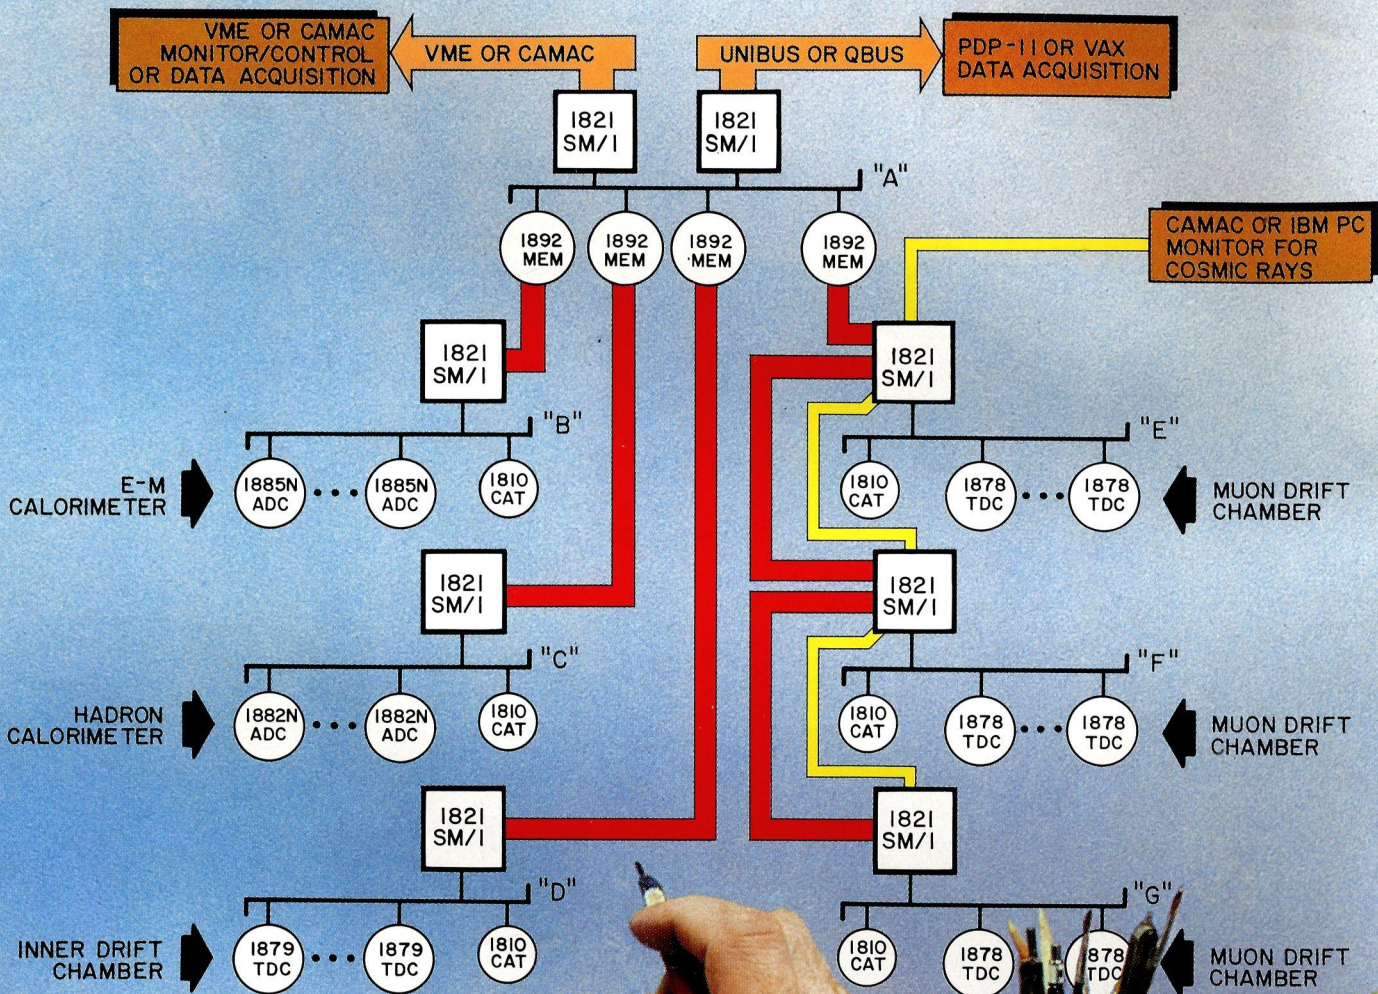 VME OR CAMAC
MONITOR/CONTROL
OR DATA ACQUISITION
VME OR CAMAC
UNIBUS OR QBUS
PDP-11 OR VAX
DATA ACQUISITION
1821
SM/I
1821
SM/I
"A"
1892
MEM
1892
MEM
1892
MEM
1892
MEM
CAMAC OR IBM PC
MONITOR FOR
COSMIC RAYS
1821
SM/I
1821
SM/I
"B"
"E"
E-M
CALORIMETER
1885N
ADC
1885N
ADC
1810
CAT
1810
CAT
1878
TDC
1878
TDC
MUON DRIFT
CHAMBER
1821
SM/I
1821
SM/I
"C"
"F"
HADRON
CALORIMETER
1882N
ADC
1882N
ADC
1810
CAT
1810
CAT
1878
TDC
1878
TDC
MUON DRIFT
CHAMBER
1821
SM/I
1821
SM/I
"D"
"G"
INNER DRIFT
CHAMBER
1879
TDC
1879
TDC
1810
CAT
1810
CAT
1878
TDC
1878
TDC
MUON DRIFT
CHAMBER